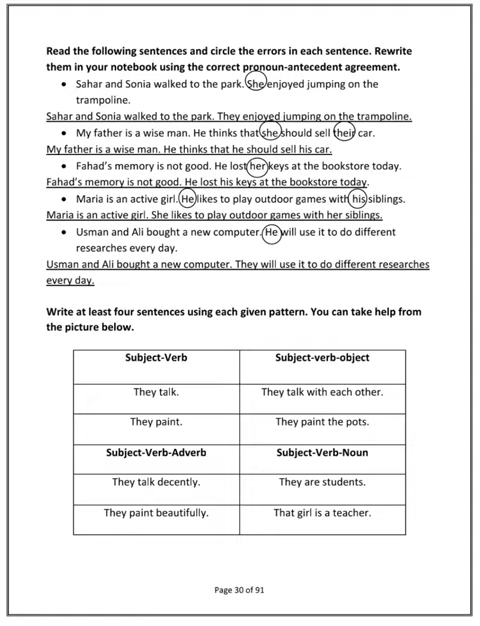 Read the following sentences and circle the errors in each sentence. Rewrite
them in your notebook using the correct pronoun-antecedent agreement.
• Sahar and Sonia walked to the park. She enjoyed jumping on the
trampoline.
Sahar and Sonia walked to the park. They enjoyed jumping on the trampoline.
• My father is a wise man. He thinks that she should sell their car.
My father is a wise man. He thinks that he should sell his car.
• Fahad's memory is not good. He lost her keys at the bookstore today.
Fahad's memory is not good. He lost his keys at the bookstore today.
• Maria is an active girl. He likes to play outdoor games with his siblings.
Maria is an active girl. She likes to play outdoor games with her siblings.
• Usman and Ali bought a new computer. He will use it to do different
researches every day.
Usman and Ali bought a new computer. They will use it to do different researches
every day.
Write at least four sentences using each given pattern. You can take help from
the picture below.
Subject-Verb Subject-verb-object
They talk. They talk with each other.
They paint. They paint the pots.
Subject-Verb-Adverb Subject-Verb-Noun
They talk decently. They are students.
They paint beautifully. That girl is a teacher.
Page 30 of 91